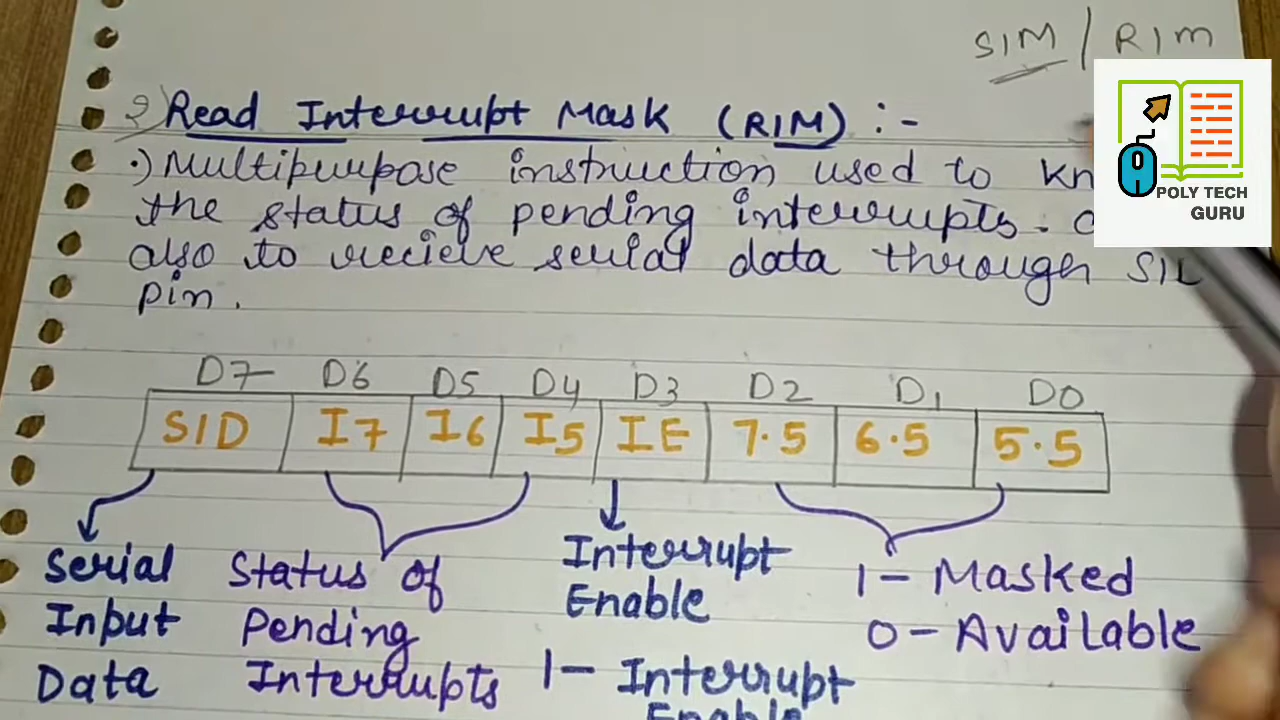 SIM / RIM
2) Read Interrupt Mask (RIM) :-
•) Multipurpose instruction used to
the status of pending interrupts.
also to recieve serial data through
pin.
POLY TECH
GURU
D7 D6 D5 D4 D3 D2 D1 D0
SID I7 I6 I5 IE 7.5 6.5 5.5
Serial
Input
Data
Status of
Pending
Interrupts
Interrupt
Enable
1 - Interrupt
Enable
1 - Masked
0 - Available